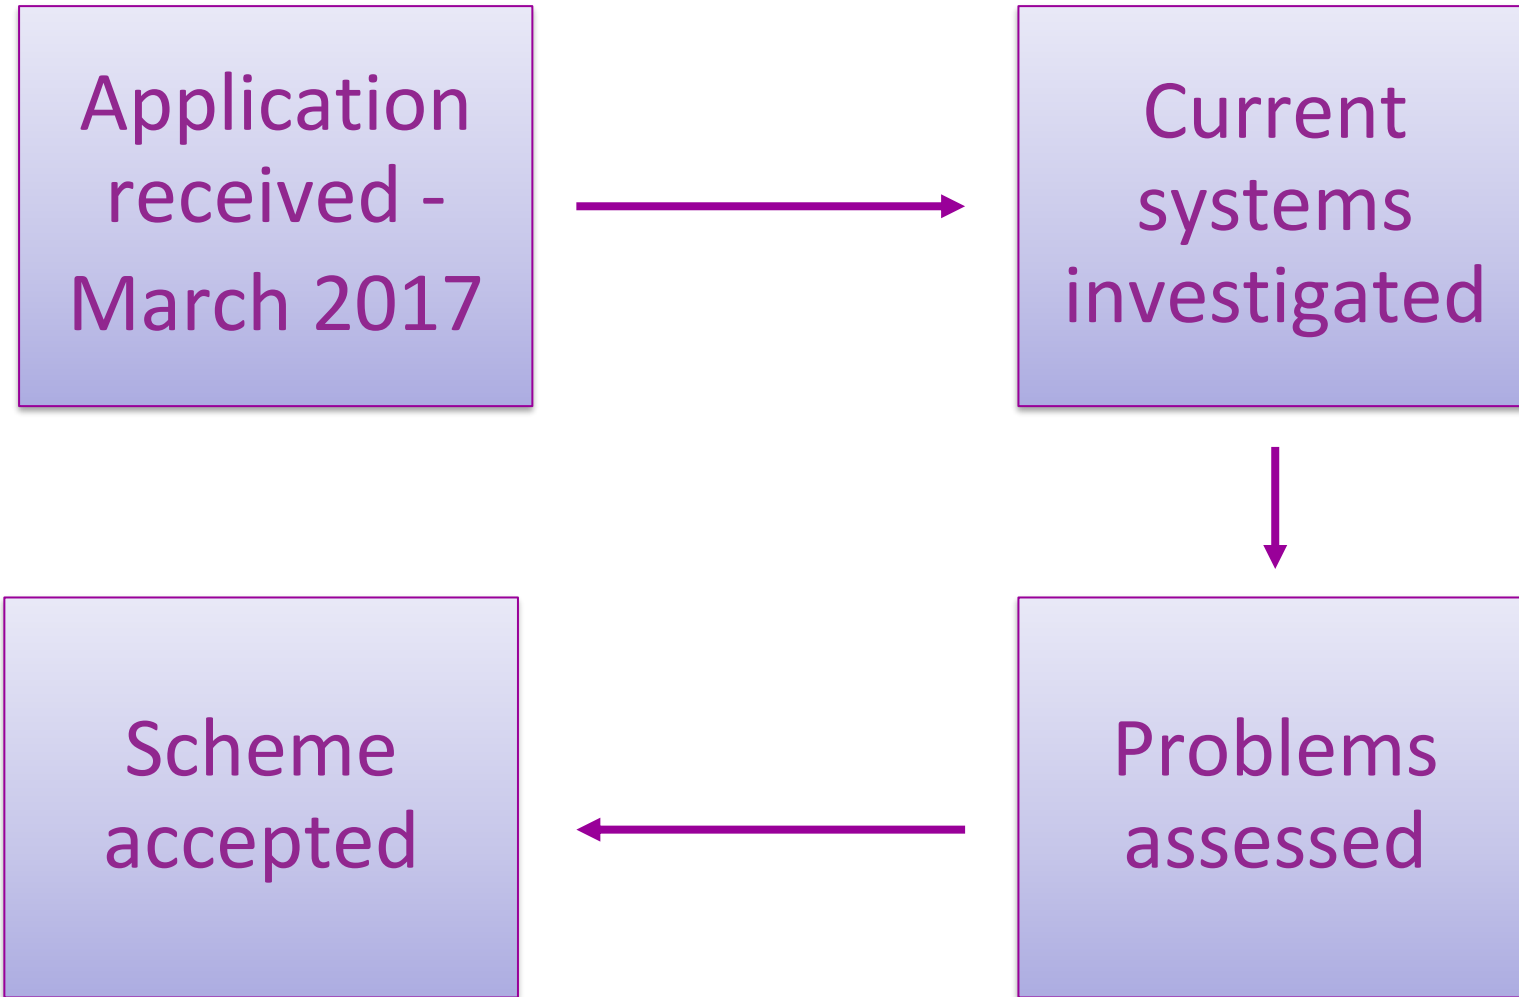 Application
received -
March 2017
Current
systems
investigated
Problems
assessed
Scheme
accepted